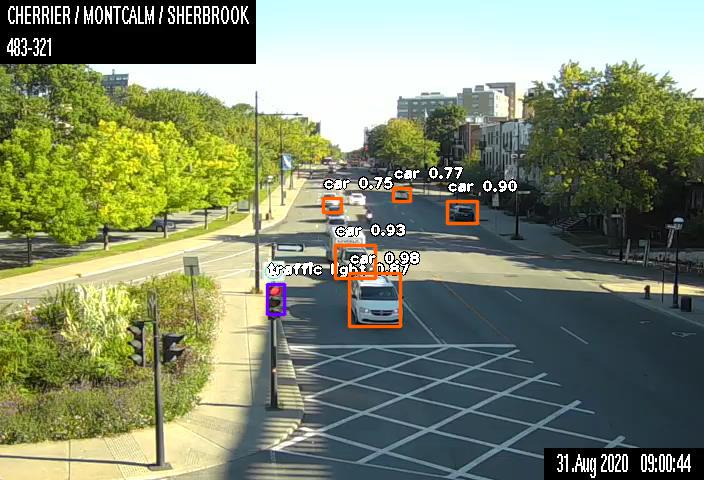 CHERRIER / MONTCALM / SHERBROOK
483-321
car 0.77
car 0.75
car 0.90
car 0.93
car 0.98
traffic light 0.87
31.Aug 2020 09:00:44